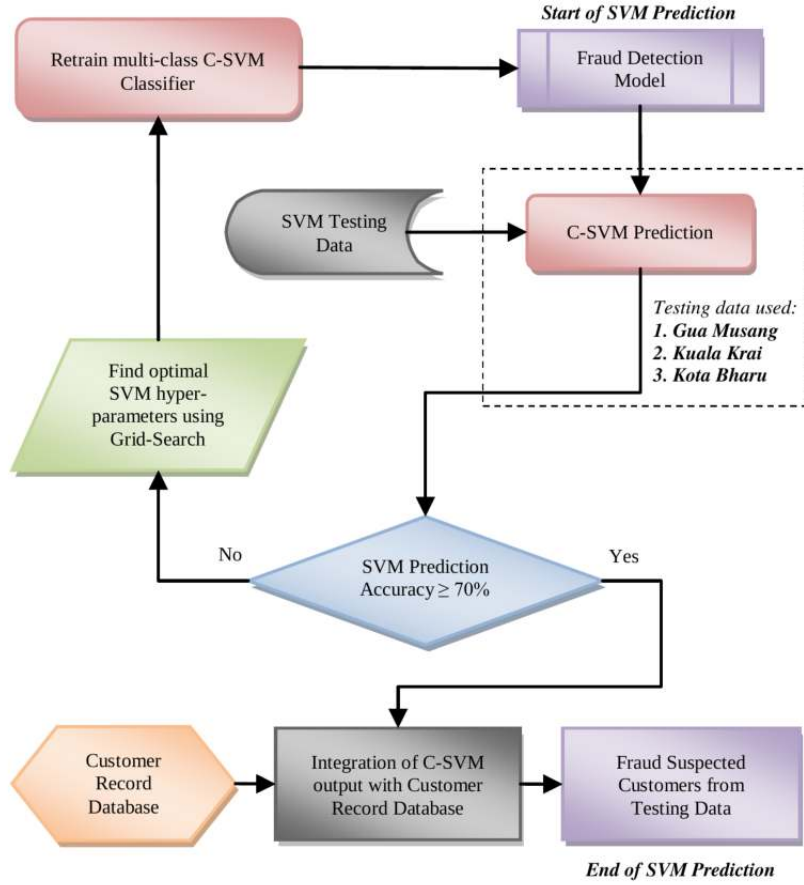 Start of SVM Prediction
Retrain multi-class C-SVM
Classifier
Fraud Detection
Model
SVM Testing
Data
C-SVM Prediction
Testing data used:
1. Gua Musang
2. Kuala Krai
3. Kota Bharu
Find optimal
SVM hyper-
parameters using
Grid-Search
No
SVM Prediction
Accuracy ≥ 70%
Yes
Customer
Record
Database
Integration of C-SVM
output with Customer
Record Database
Fraud Suspected
Customers from
Testing Data
End of SVM Prediction